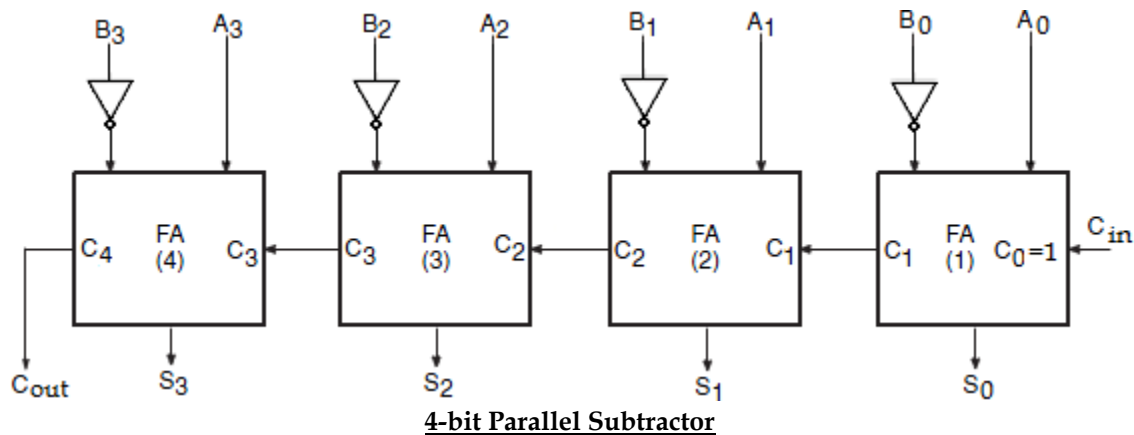 B₃ A₃ B₂ A₂ B₁ A₁ B₀ A₀
C₄ FA (4) C₃ C₃ FA (3) C₂ C₂ FA (2) C₁ C₁ FA (1) C₀=1 Cin
Cout S₃ S₂ S₁ S₀
4-bit Parallel Subtractor